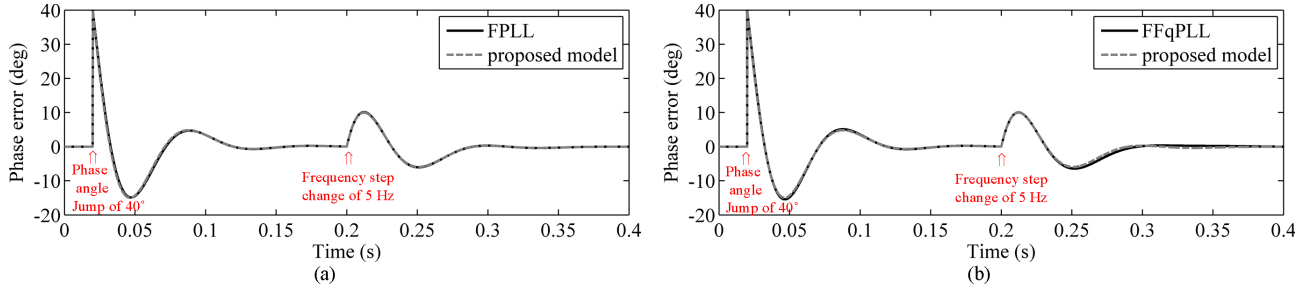 40
30
20
10
0
-10
-20
Phase error (deg)
FPLL
proposed model
⇑
Phase
angle
Jump of 40°
⇑
Frequency step
change of 5 Hz
0
0.05
0.1
0.15
0.2
0.25
0.3
0.35
0.4
Time (s)
(a)
40
30
20
10
0
-10
-20
Phase error (deg)
FFqPLL
proposed model
⇑
Phase
angle
Jump of 40°
⇑
Frequency step
change of 5 Hz
0
0.05
0.1
0.15
0.2
0.25
0.3
0.35
0.4
Time (s)
(b)